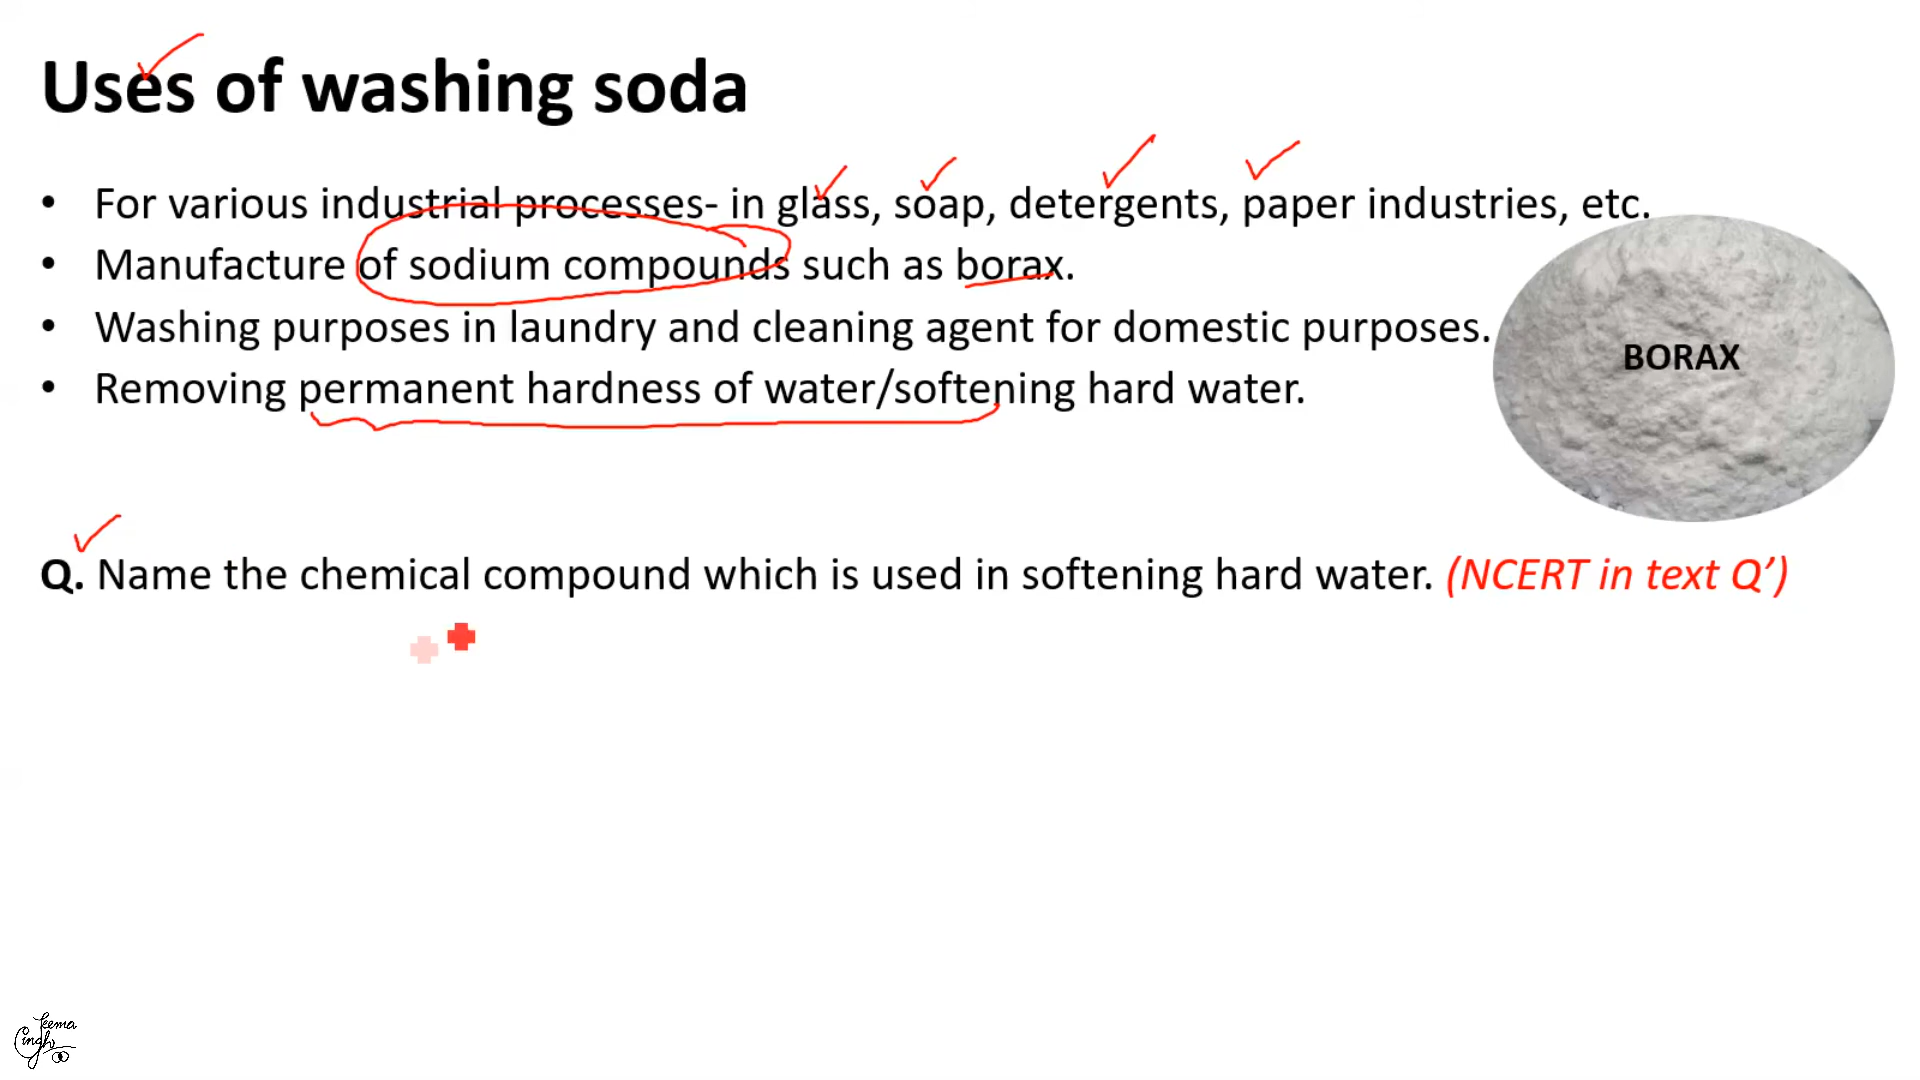 Uses of washing soda
• For various industrial processes- in glass, soap, detergents, paper industries, etc.
• Manufacture of sodium compounds such as borax.
• Washing purposes in laundry and cleaning agent for domestic purposes.
• Removing permanent hardness of water/softening hard water.
BORAX
Q. Name the chemical compound which is used in softening hard water. (NCERT in text Q’)